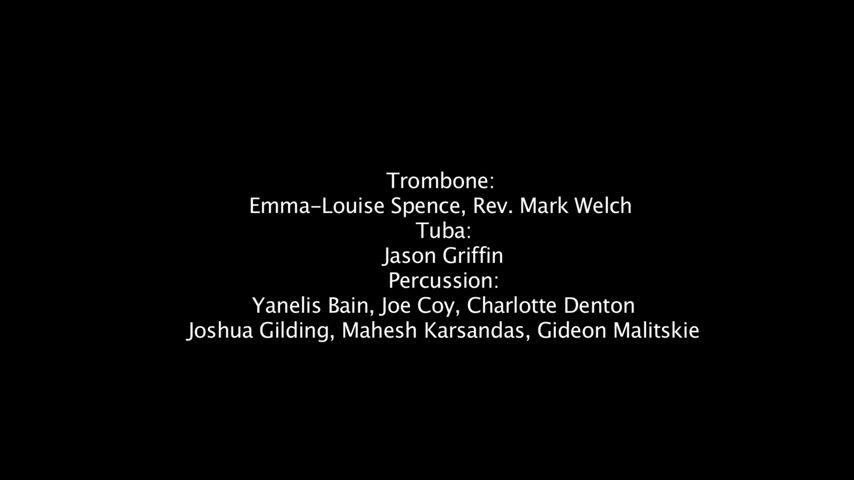 Trombone:
Emma-Louise Spence, Rev. Mark Welch
Tuba:
Jason Griffin
Percussion:
Yanelis Bain, Joe Coy, Charlotte Denton
Joshua Gilding, Mahesh Karsandas, Gideon Malitskie